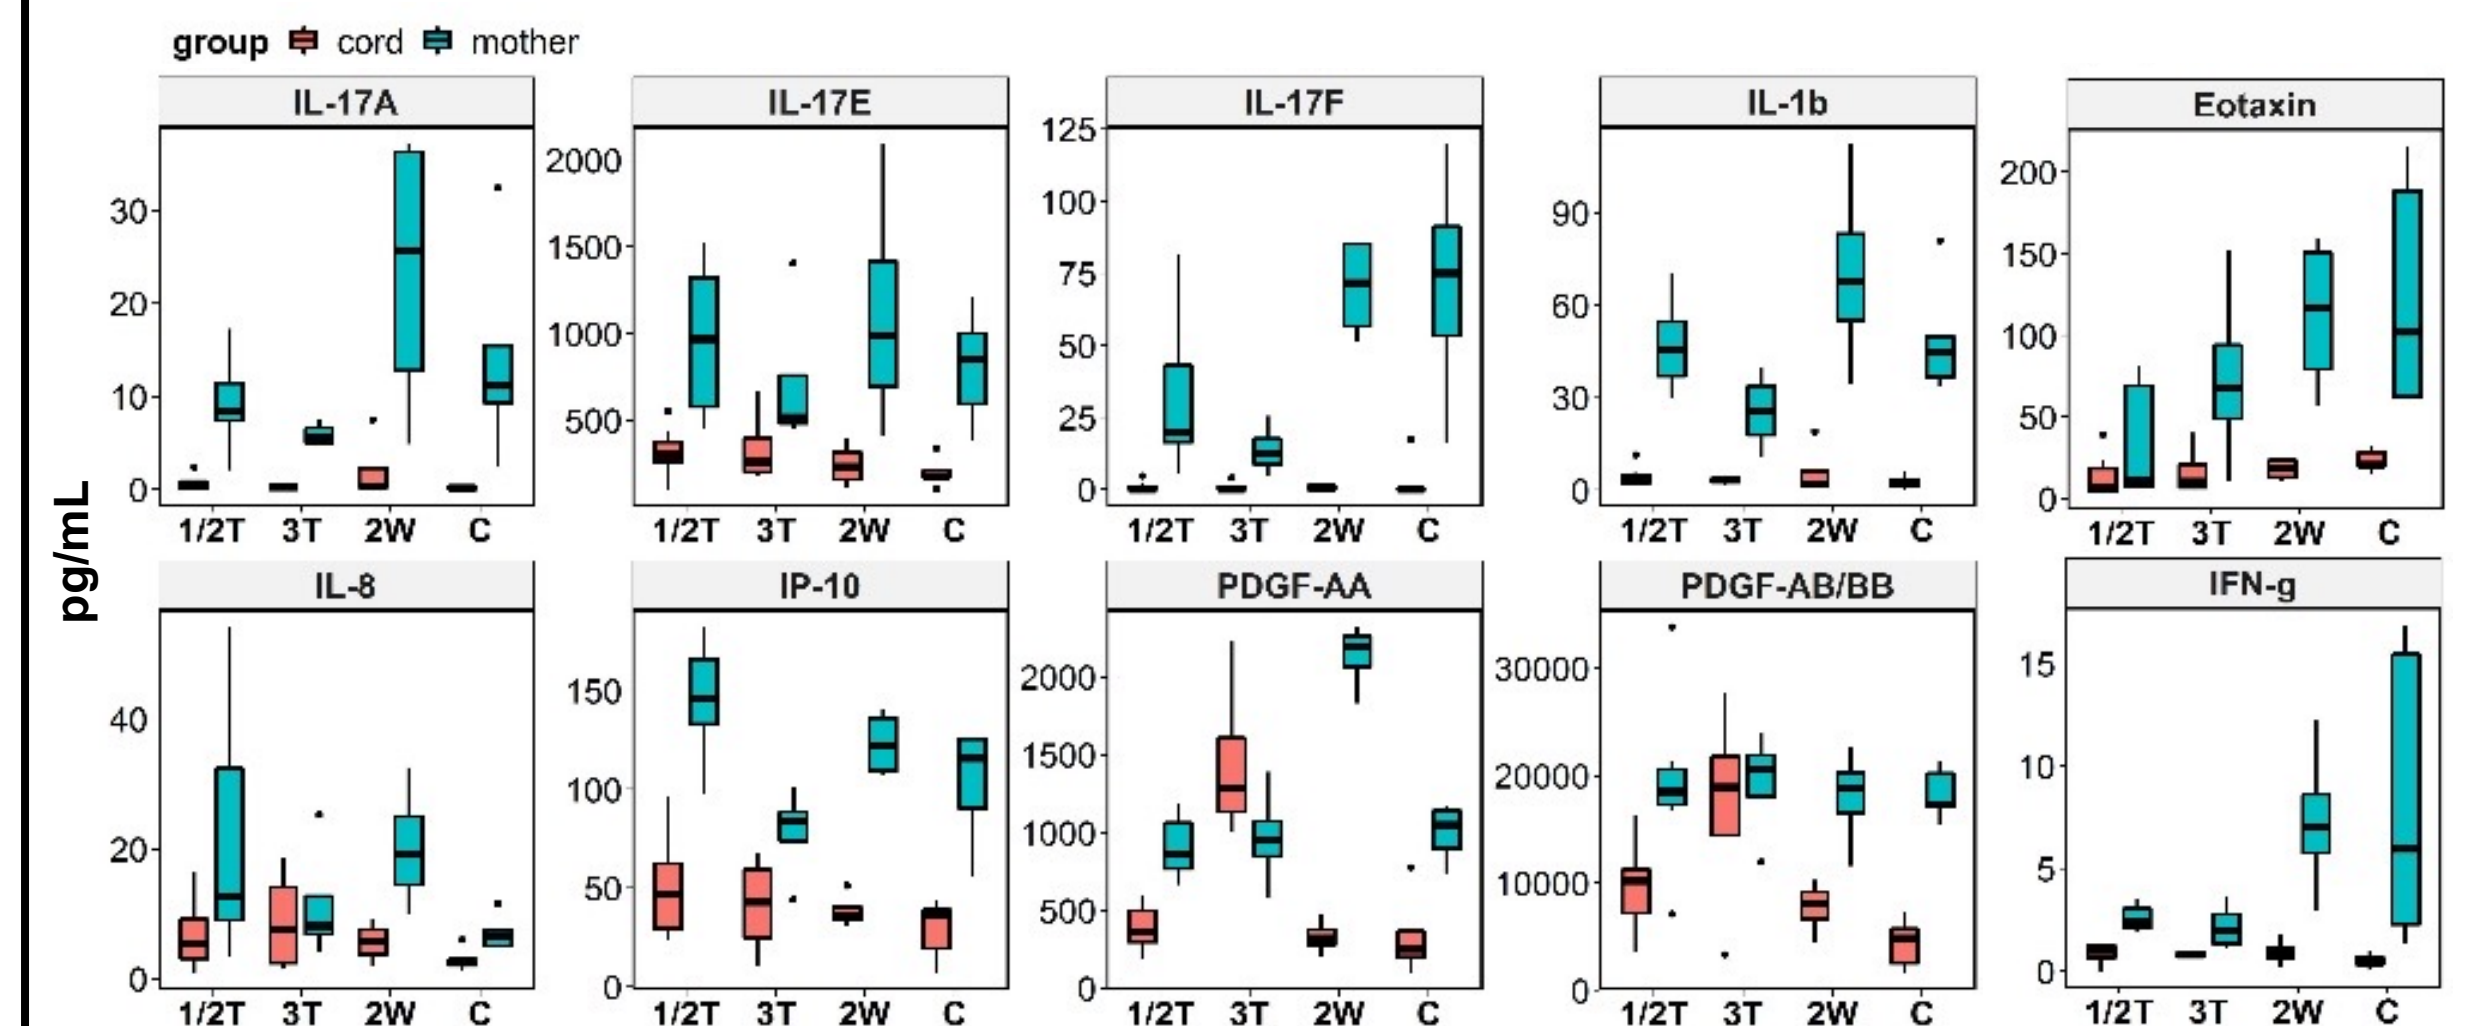 group cord mother
IL-17A IL-17E IL-17F IL-1b Eotaxin
30 20 10 0
2000 1500 1000 500
125 100 75 50 25 0
90 60 30 0
200 150 100 50 0
1/2T 3T 2W C 1/2T 3T 2W C 1/2T 3T 2W C 1/2T 3T 2W C 1/2T 3T 2W C
pg/mL
IL-8 IP-10 PDGF-AA PDGF-AB/BB IFN-g
40 20 0
150 100 50 0
2000 1500 1000 500 0
30000 20000 10000 0
15 10 5 0
1/2T 3T 2W C 1/2T 3T 2W C 1/2T 3T 2W C 1/2T 3T 2W C 1/2T 3T 2W C